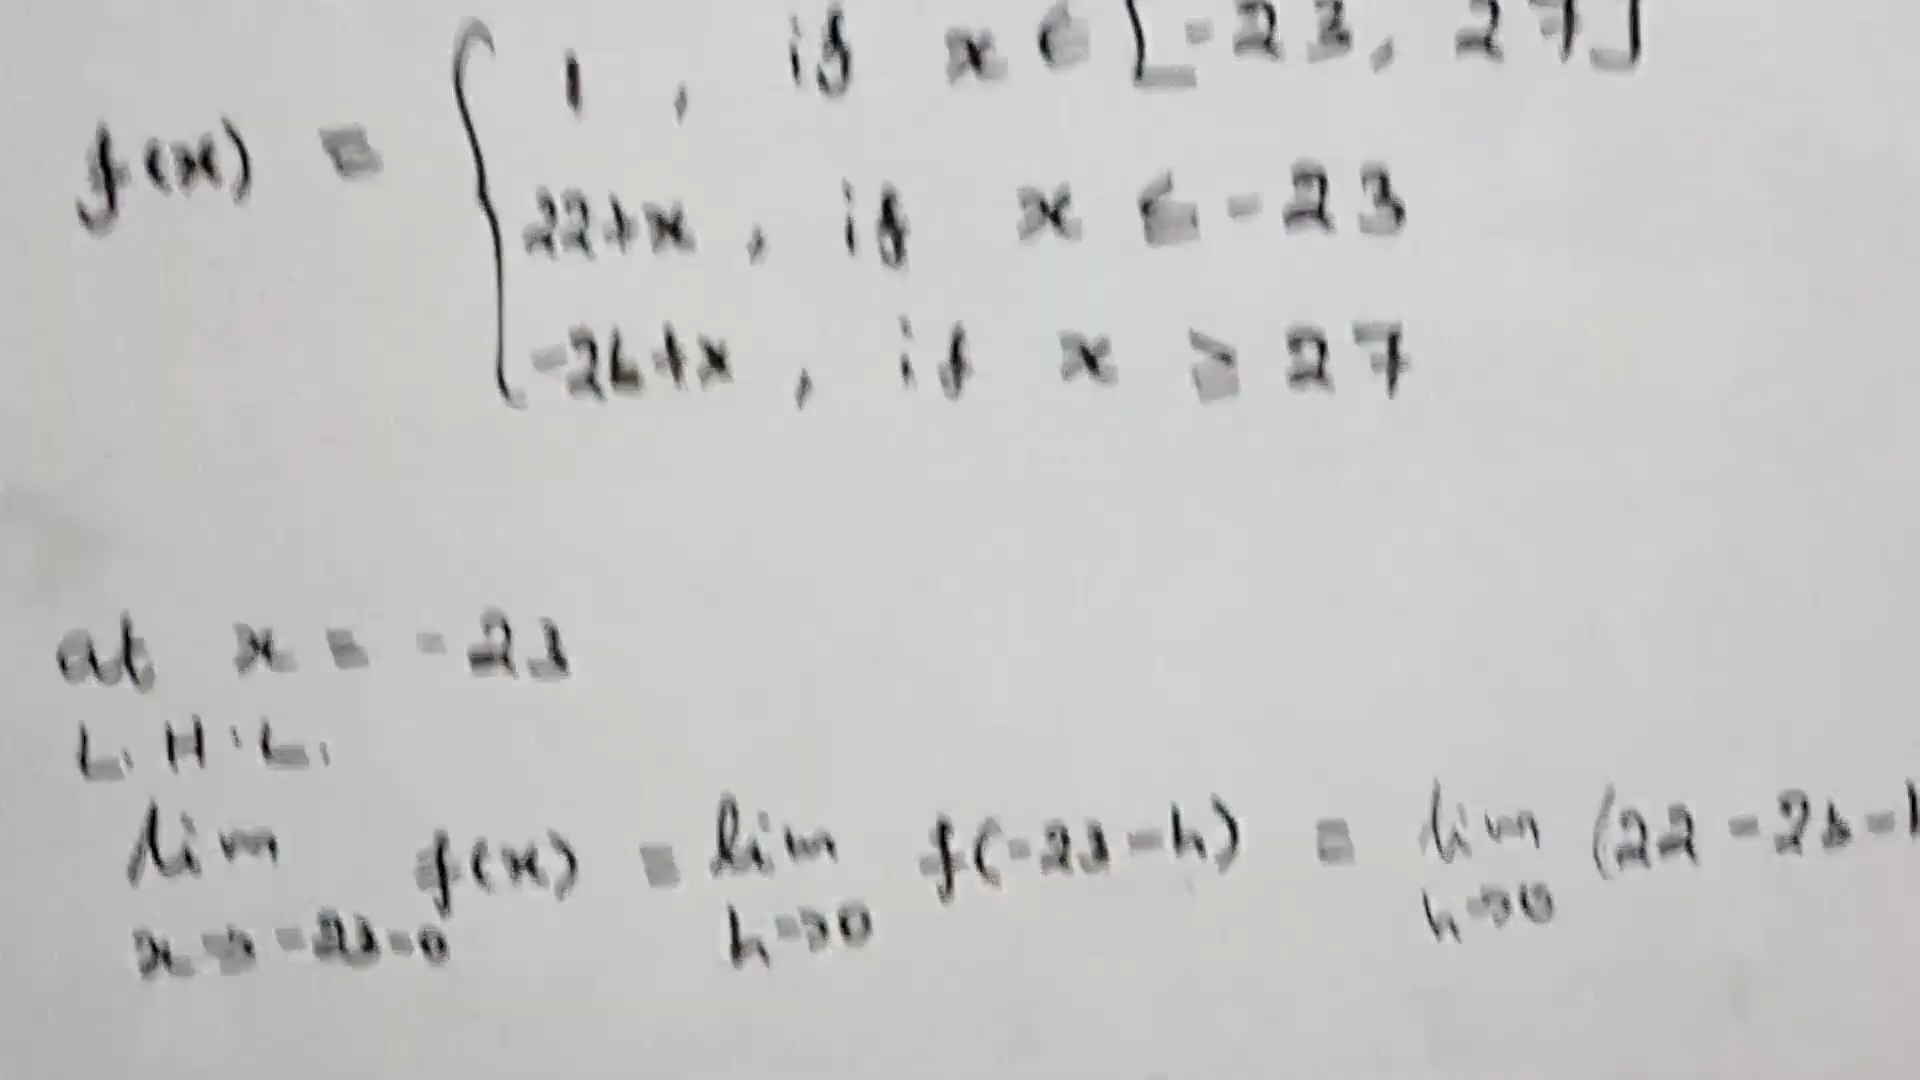 1 , if x ∈ [-23, 27]
f(x) = 22+x , if x ≤ -23
-26+x , if x ≥ 27
at x = -23
L.H.L.
lim f(x) = lim f(-23-h) = lim (22-23-h
x→-23-0 h→0 h→0